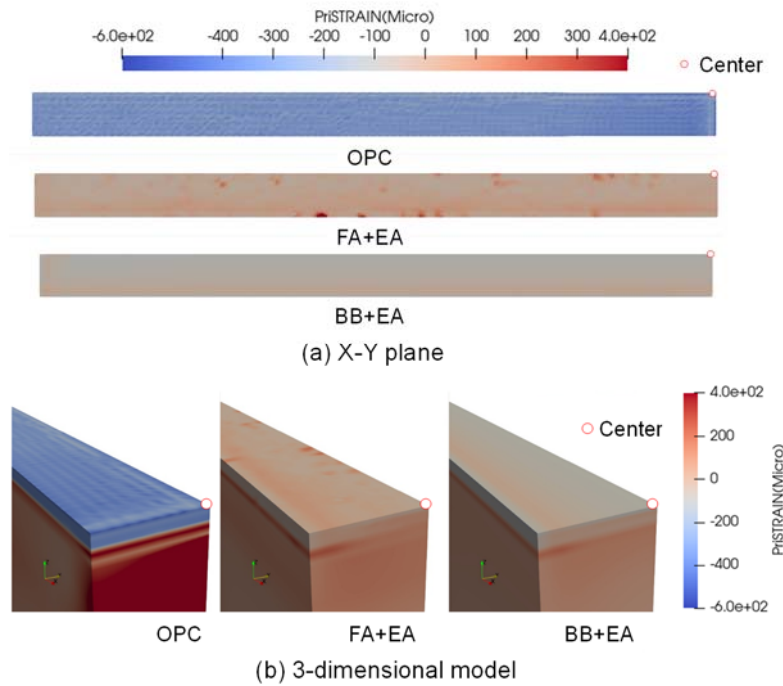 PriSTRAIN(Micro)
-6.0e+02 -400 -300 -200 -100 0 100 200 300 4.0e+02
Center
OPC
FA+EA
BB+EA
(a) X-Y plane
4.0e+02
200
0
-200
-400
-6.0e+02
PriSTRAIN(Micro)
Center
OPC FA+EA BB+EA
(b) 3-dimensional model